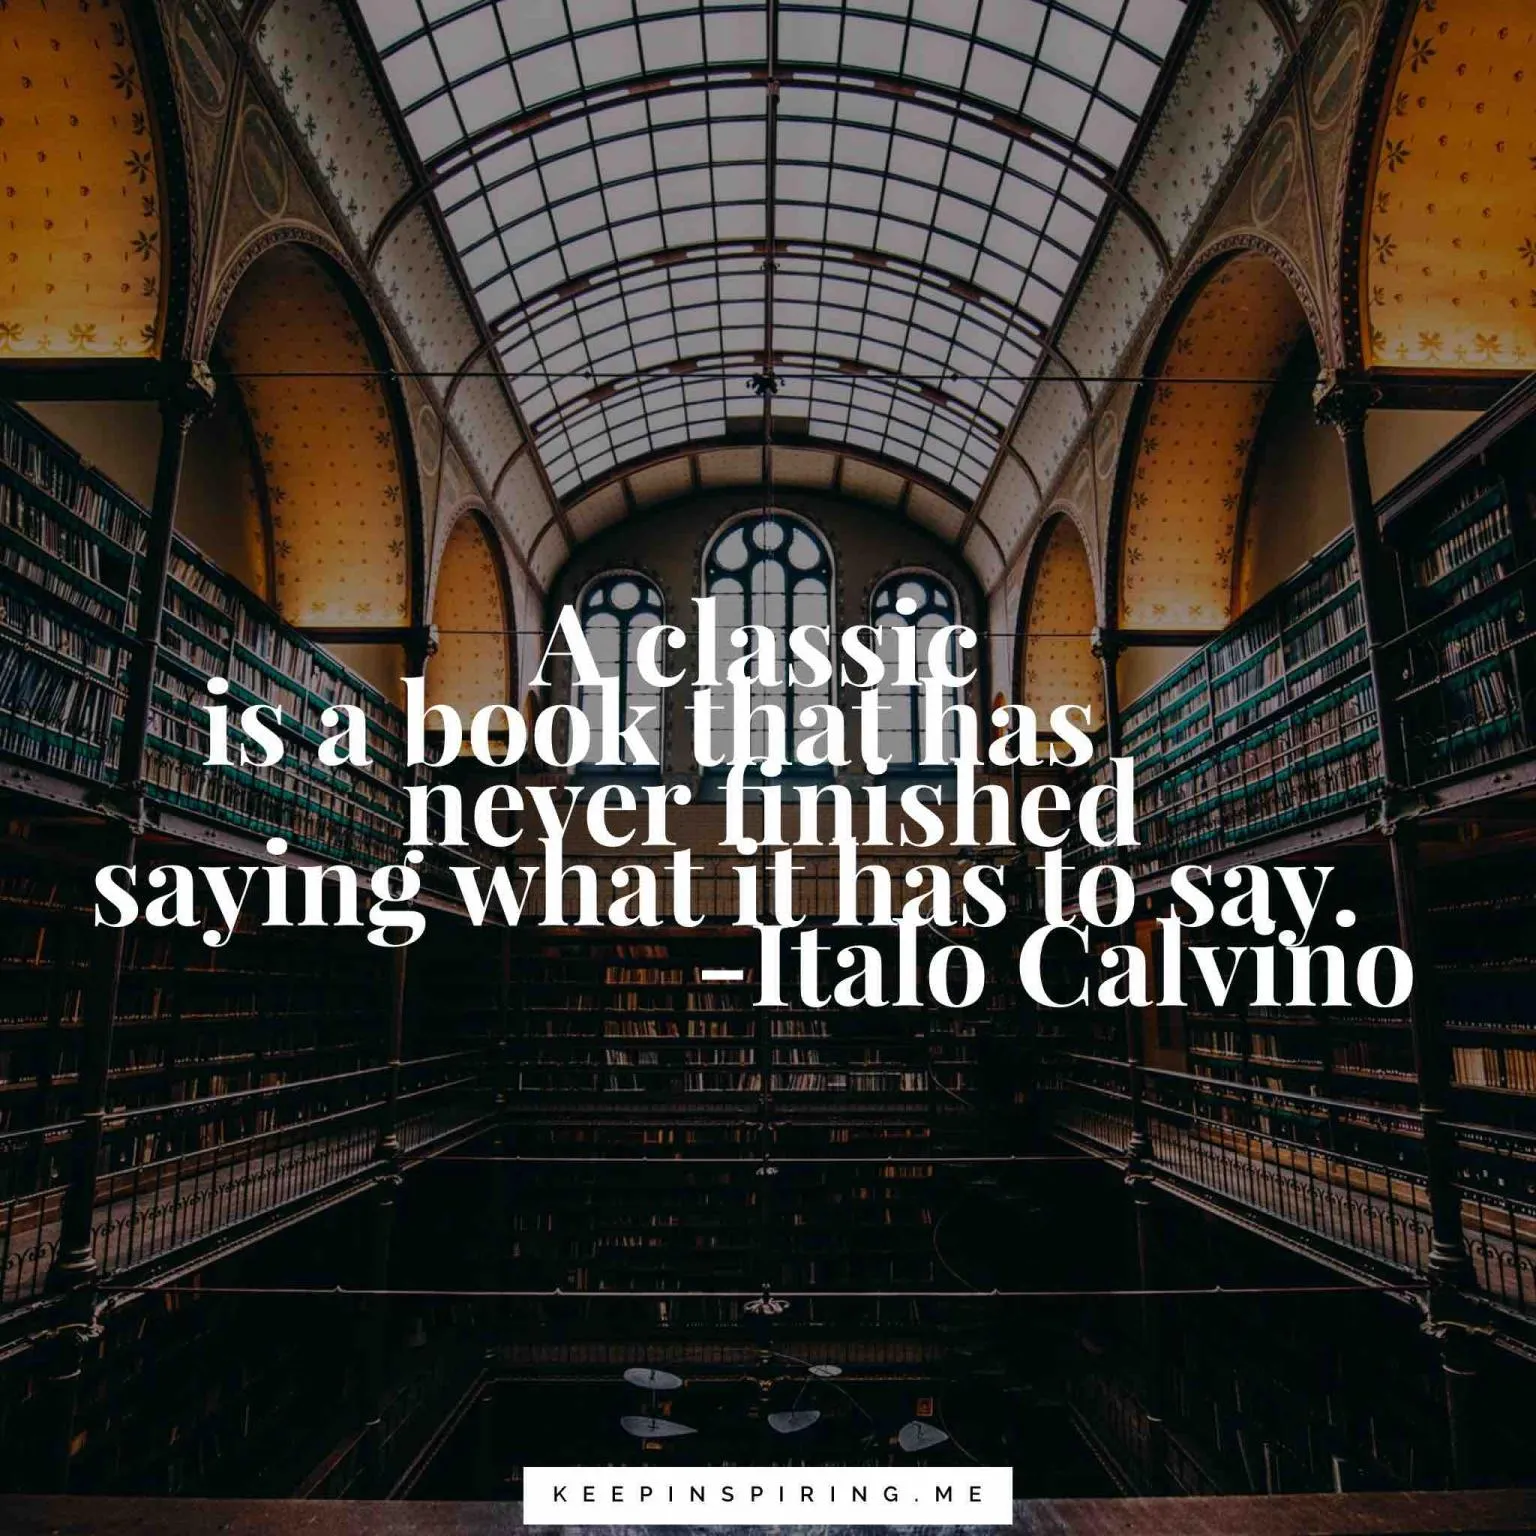 A classic
is a book that has
never finished
saying what it has to say.
–Italo Calvino
KEEPINSPIRING.ME